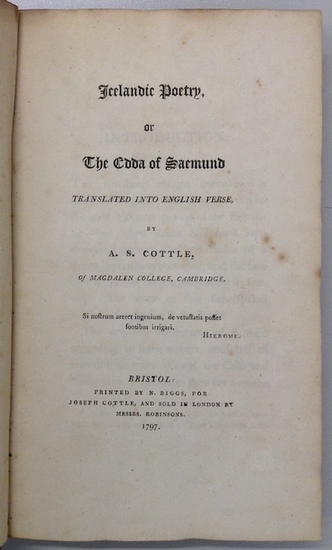 Icelandic Poetry,
or
The Edda of Saemund
TRANSLATED INTO ENGLISH VERSE,
BY
A. S. COTTLE,
Of MAGDALEN COLLEGE, CAMBRIDGE.
Si nostrum areret ingenium, de vetustatis posset
fontibus irrigari.
HIEROME.
BRISTOL:
PRINTED BY N. BIGGS, FOR
JOSEPH COTTLE, AND SOLD IN LONDON BY
MESSRS. ROBINSONS.
1797.